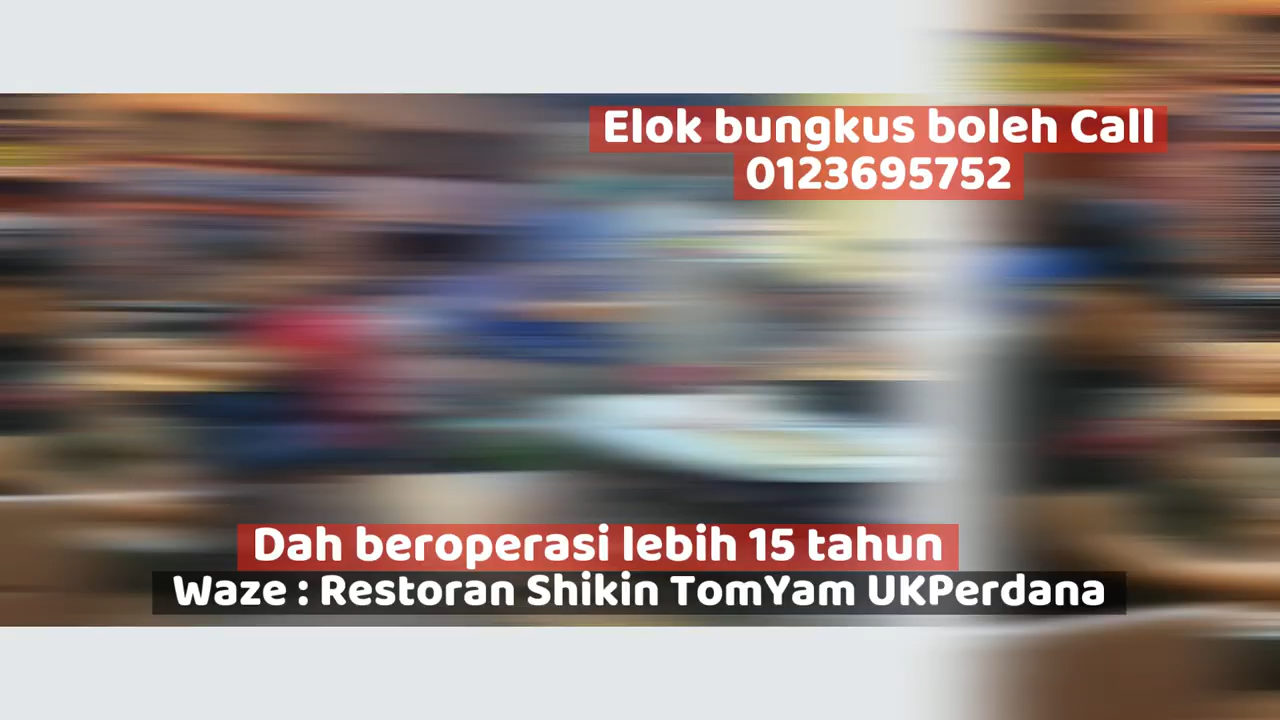 Elok bungkus boleh Call
0123695752
Dah beroperasi lebih 15 tahun
Waze : Restoran Shikin TomYam UKPerdana